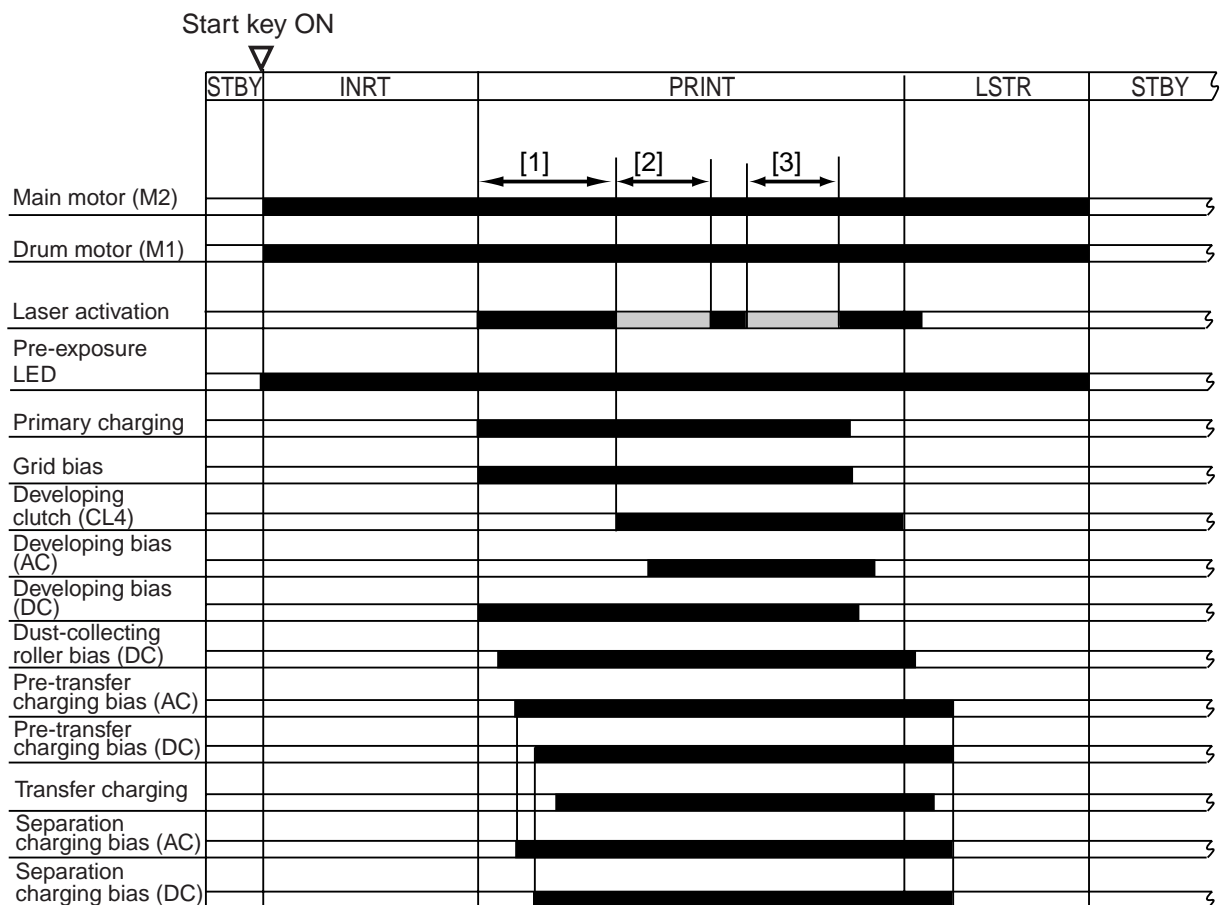 Start key ON
STBY INRT PRINT LSTR STBY
[1] [2] [3]
Main motor (M2)
Drum motor (M1)
Laser activation
Pre-exposure
LED
Primary charging
Grid bias
Developing
clutch (CL4)
Developing bias
(AC)
Developing bias
(DC)
Dust-collecting
roller bias (DC)
Pre-transfer
charging bias (AC)
Pre-transfer
charging bias (DC)
Transfer charging
Separation
charging bias (AC)
Separation
charging bias (DC)